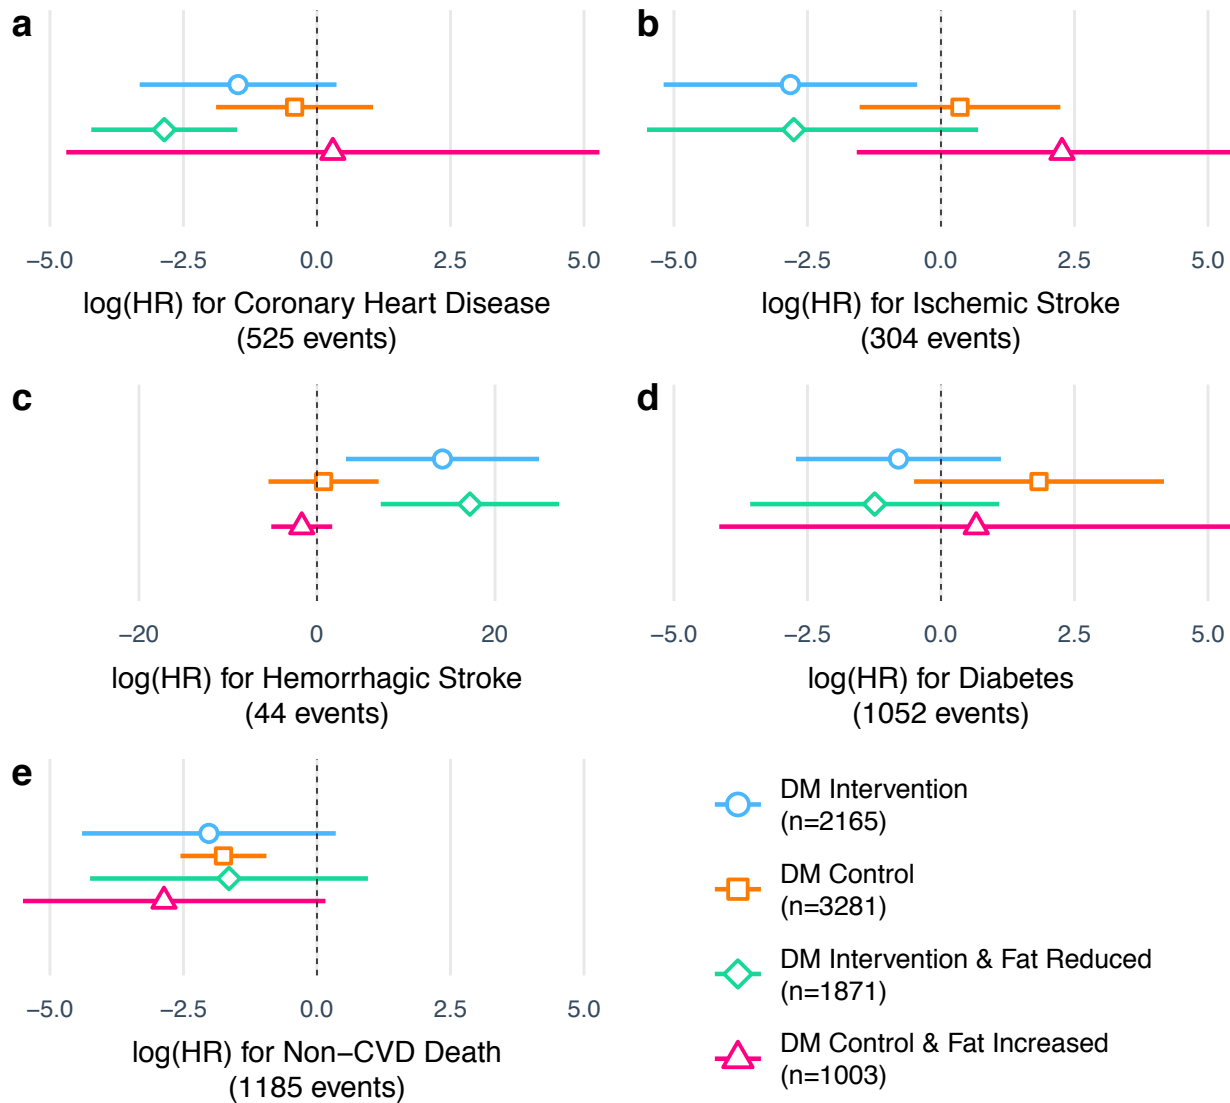 a
−5.0 −2.5 0.0 2.5 5.0
log(HR) for Coronary Heart Disease
(525 events)
b
−5.0 −2.5 0.0 2.5 5.0
log(HR) for Ischemic Stroke
(304 events)
c
−20 0 20
log(HR) for Hemorrhagic Stroke
(44 events)
d
−5.0 −2.5 0.0 2.5 5.0
log(HR) for Diabetes
(1052 events)
e
−5.0 −2.5 0.0 2.5 5.0
log(HR) for Non−CVD Death
(1185 events)
DM Intervention
(n=2165)
DM Control
(n=3281)
DM Intervention & Fat Reduced
(n=1871)
DM Control & Fat Increased
(n=1003)